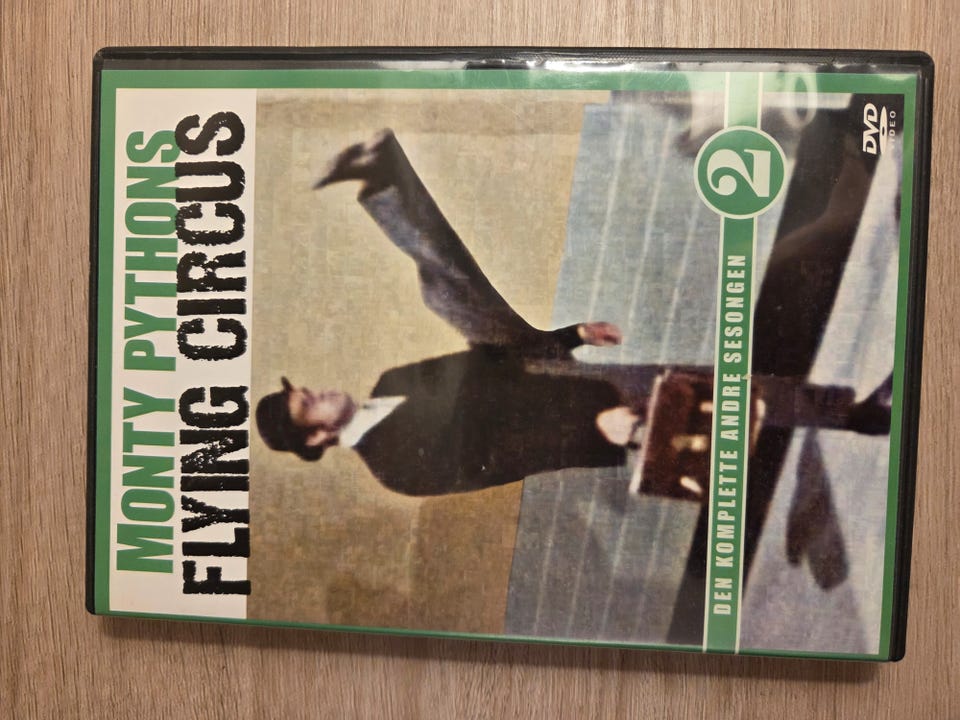 MONTY PYTHONS
FLYING CIRCUS
2
DEN KOMPLETTE ANDRE SESONGEN
DVD
VIDEO